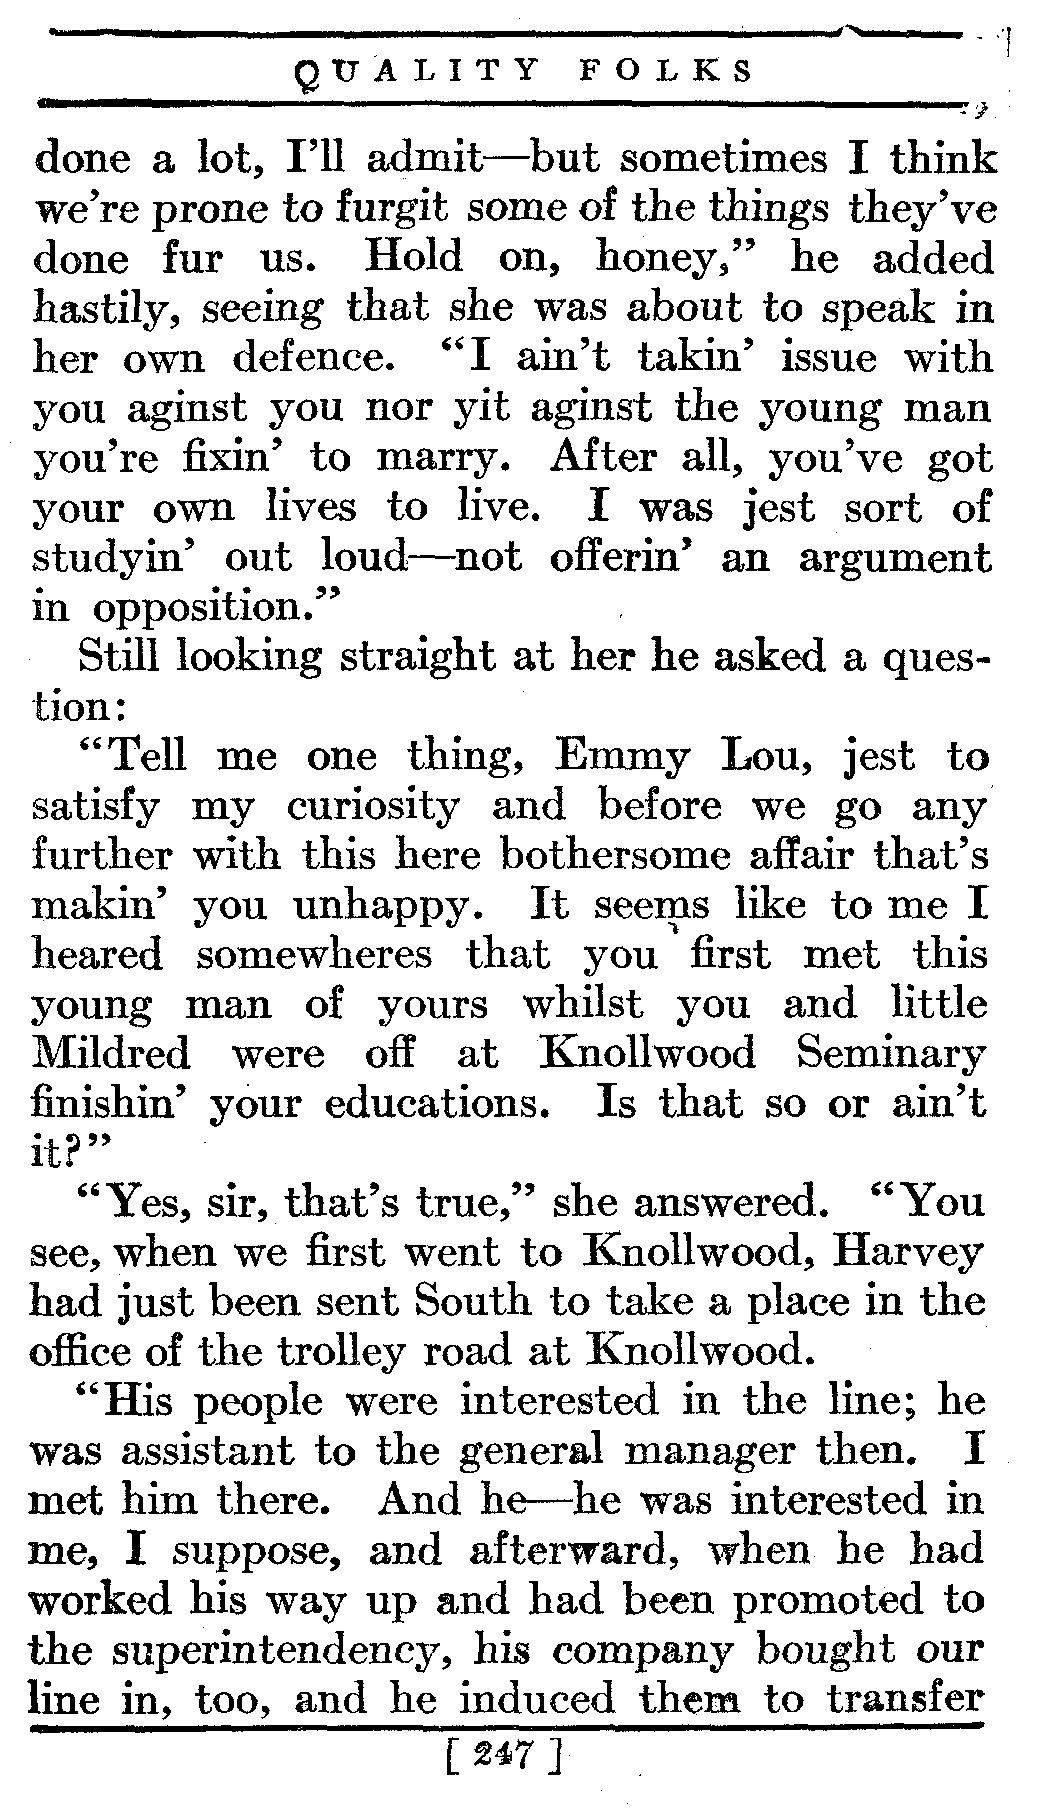 QUALITY FOLKS
done a lot, I'll admit—but sometimes I think
we're prone to furgit some of the things they've
done fur us. Hold on, honey," he added
hastily, seeing that she was about to speak in
her own defence. "I ain't takin' issue with
you aginst you nor yit aginst the young man
you're fixin' to marry. After all, you've got
your own lives to live. I was jest sort of
studyin' out loud—not offerin' an argument
in opposition."
Still looking straight at her he asked a ques-
tion:
"Tell me one thing, Emmy Lou, jest to
satisfy my curiosity and before we go any
further with this here bothersome affair that's
makin' you unhappy. It seems like to me I
heared somewheres that you first met this
young man of yours whilst you and little
Mildred were off at Knollwood Seminary
finishin' your educations. Is that so or ain't
it?"
"Yes, sir, that's true," she answered. "You
see, when we first went to Knollwood, Harvey
had just been sent South to take a place in the
office of the trolley road at Knollwood.
"His people were interested in the line; he
was assistant to the general manager then. I
met him there. And he—he was interested in
me, I suppose, and afterward, when he had
worked his way up and had been promoted to
the superintendency, his company bought our
line in, too, and he induced them to transfer
[ 247 ]